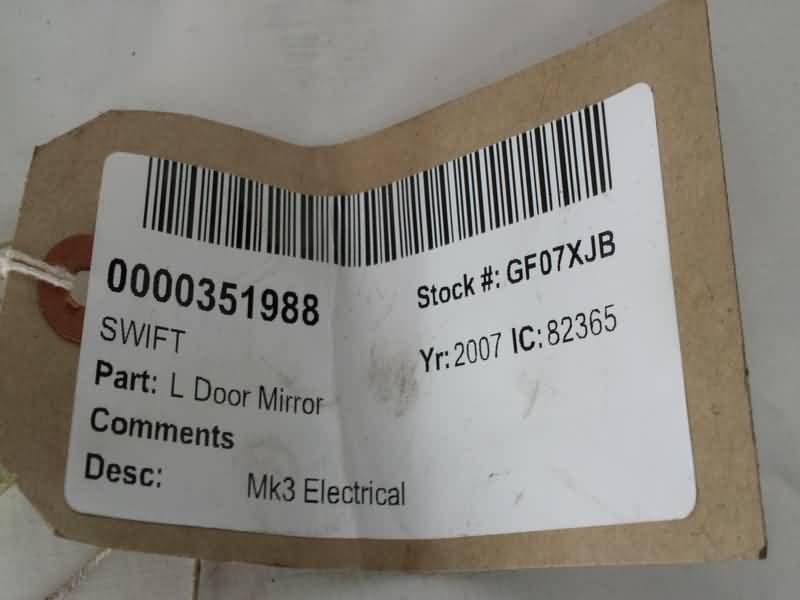 0000351988
SWIFT
Part: L Door Mirror
Comments
Desc: Mk3 Electrical
Stock #: GF07XJB
Yr: 2007 IC: 82365